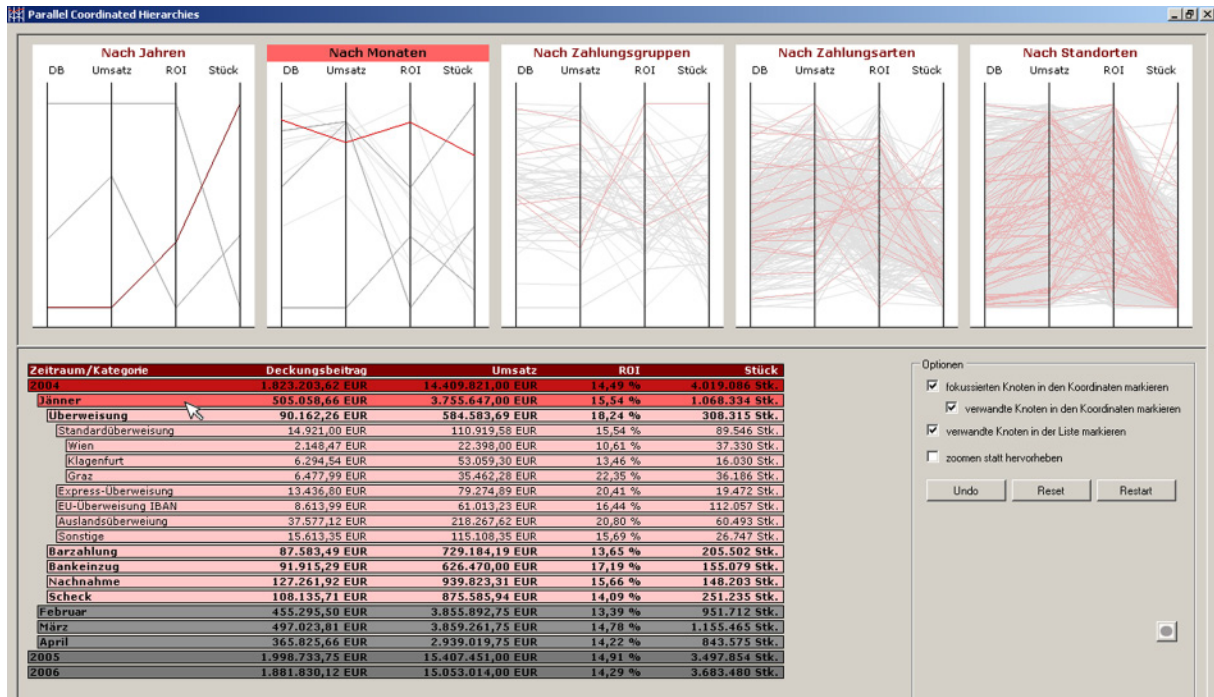 Parallel Coordinated Hierarchies
Nach Jahren Nach Monaten Nach Zahlungsgruppen Nach Zahlungsarten Nach Standorten
DB Umsatz ROI Stück DB Umsatz ROI Stück DB Umsatz ROI Stück DB Umsatz ROI Stück DB Umsatz ROI Stück
Zeitraum/Kategorie Deckungsbeitrag Umsatz ROI Stück
2004 1.823.203,62 EUR 14.409.821,00 EUR 14,49 % 4.019.086 Stk.
Jänner 505.058,66 EUR 3.755.647,00 EUR 15,54 % 1.068.334 Stk.
Überweisung 90.162,26 EUR 584.583,69 EUR 18,24 % 308.315 Stk.
Standardüberweisung 14.921,00 EUR 110.919,58 EUR 15,54 % 89.546 Stk.
Wien 2.148,47 EUR 22.398,00 EUR 10,61 % 37.330 Stk.
Klagenfurt 6.294,54 EUR 53.059,30 EUR 13,46 % 16.030 Stk.
Graz 6.477,99 EUR 35.462,28 EUR 22,35 % 36.186 Stk.
Express-Überweisung 13.436,80 EUR 79.274,89 EUR 20,41 % 19.472 Stk.
EU-Überweisung IBAN 8.613,99 EUR 61.013,23 EUR 16,44 % 112.057 Stk.
Auslandsüberweiung 37.577,12 EUR 218.267,62 EUR 20,80 % 60.493 Stk.
Sonstige 15.613,35 EUR 115.108,35 EUR 15,69 % 26.747 Stk.
Barzahlung 87.583,49 EUR 729.184,19 EUR 13,65 % 205.502 Stk.
Bankeinzug 91.915,29 EUR 626.470,00 EUR 17,19 % 155.079 Stk.
Nachnahme 127.261,92 EUR 939.823,31 EUR 15,66 % 148.203 Stk.
Scheck 108.135,71 EUR 875.585,94 EUR 14,09 % 251.235 Stk.
Februar 455.295,50 EUR 3.855.892,75 EUR 13,39 % 951.712 Stk.
März 497.023,81 EUR 3.859.261,75 EUR 14,78 % 1.155.465 Stk.
April 365.825,66 EUR 2.939.019,75 EUR 14,22 % 843.575 Stk.
2005 1.998.733,75 EUR 15.407.451,00 EUR 14,91 % 3.497.854 Stk.
2006 1.881.830,12 EUR 15.053.014,00 EUR 14,29 % 3.683.480 Stk.
Optionen
fokussierten Knoten in den Koordinaten markieren
verwandte Knoten in den Koordinaten markieren
verwandte Knoten in der Liste markieren
zoomen statt hervorheben
Undo Reset Restart